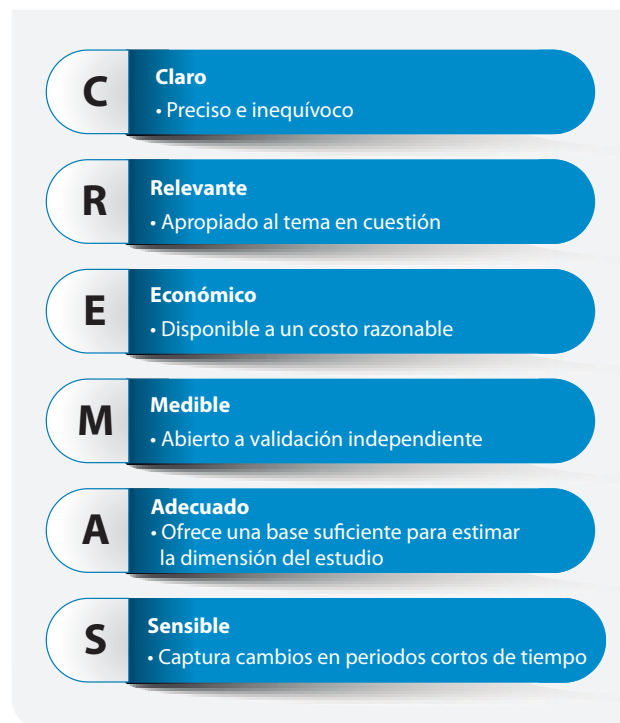 C
Claro
• Preciso e inequívoco
R
Relevante
• Apropiado al tema en cuestión
E
Económico
• Disponible a un costo razonable
M
Medible
• Abierto a validación independiente
A
Adecuado
• Ofrece una base suficiente para estimar
la dimensión del estudio
S
Sensible
• Captura cambios en periodos cortos de tiempo